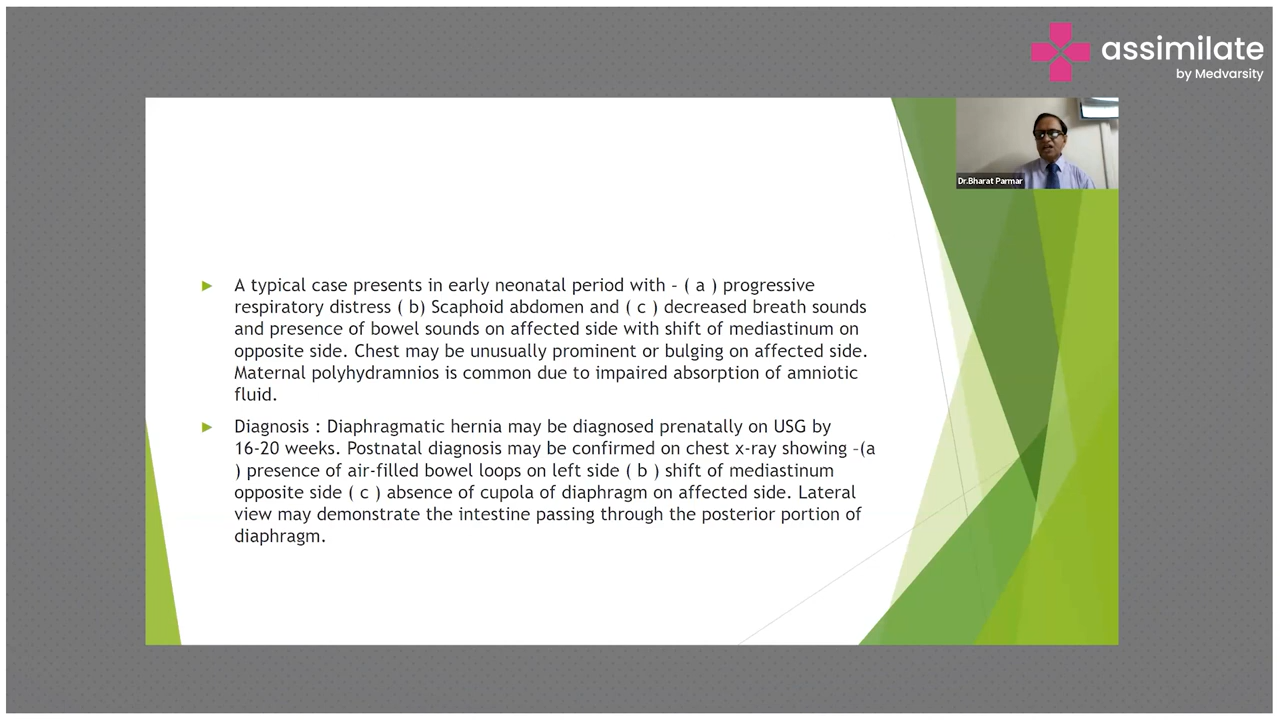 assimilate
by Medvarsity
Dr.Bharat Parmar
A typical case presents in early neonatal period with – ( a ) progressive
respiratory distress ( b) Scaphoid abdomen and ( c ) decreased breath sounds
and presence of bowel sounds on affected side with shift of mediastinum on
opposite side. Chest may be unusually prominent or bulging on affected side.
Maternal polyhydramnios is common due to impaired absorption of amniotic
fluid.
Diagnosis : Diaphragmatic hernia may be diagnosed prenatally on USG by
16-20 weeks. Postnatal diagnosis may be confirmed on chest x-ray showing –(a
) presence of air-filled bowel loops on left side ( b ) shift of mediastinum
opposite side ( c ) absence of cupola of diaphragm on affected side. Lateral
view may demonstrate the intestine passing through the posterior portion of
diaphragm.